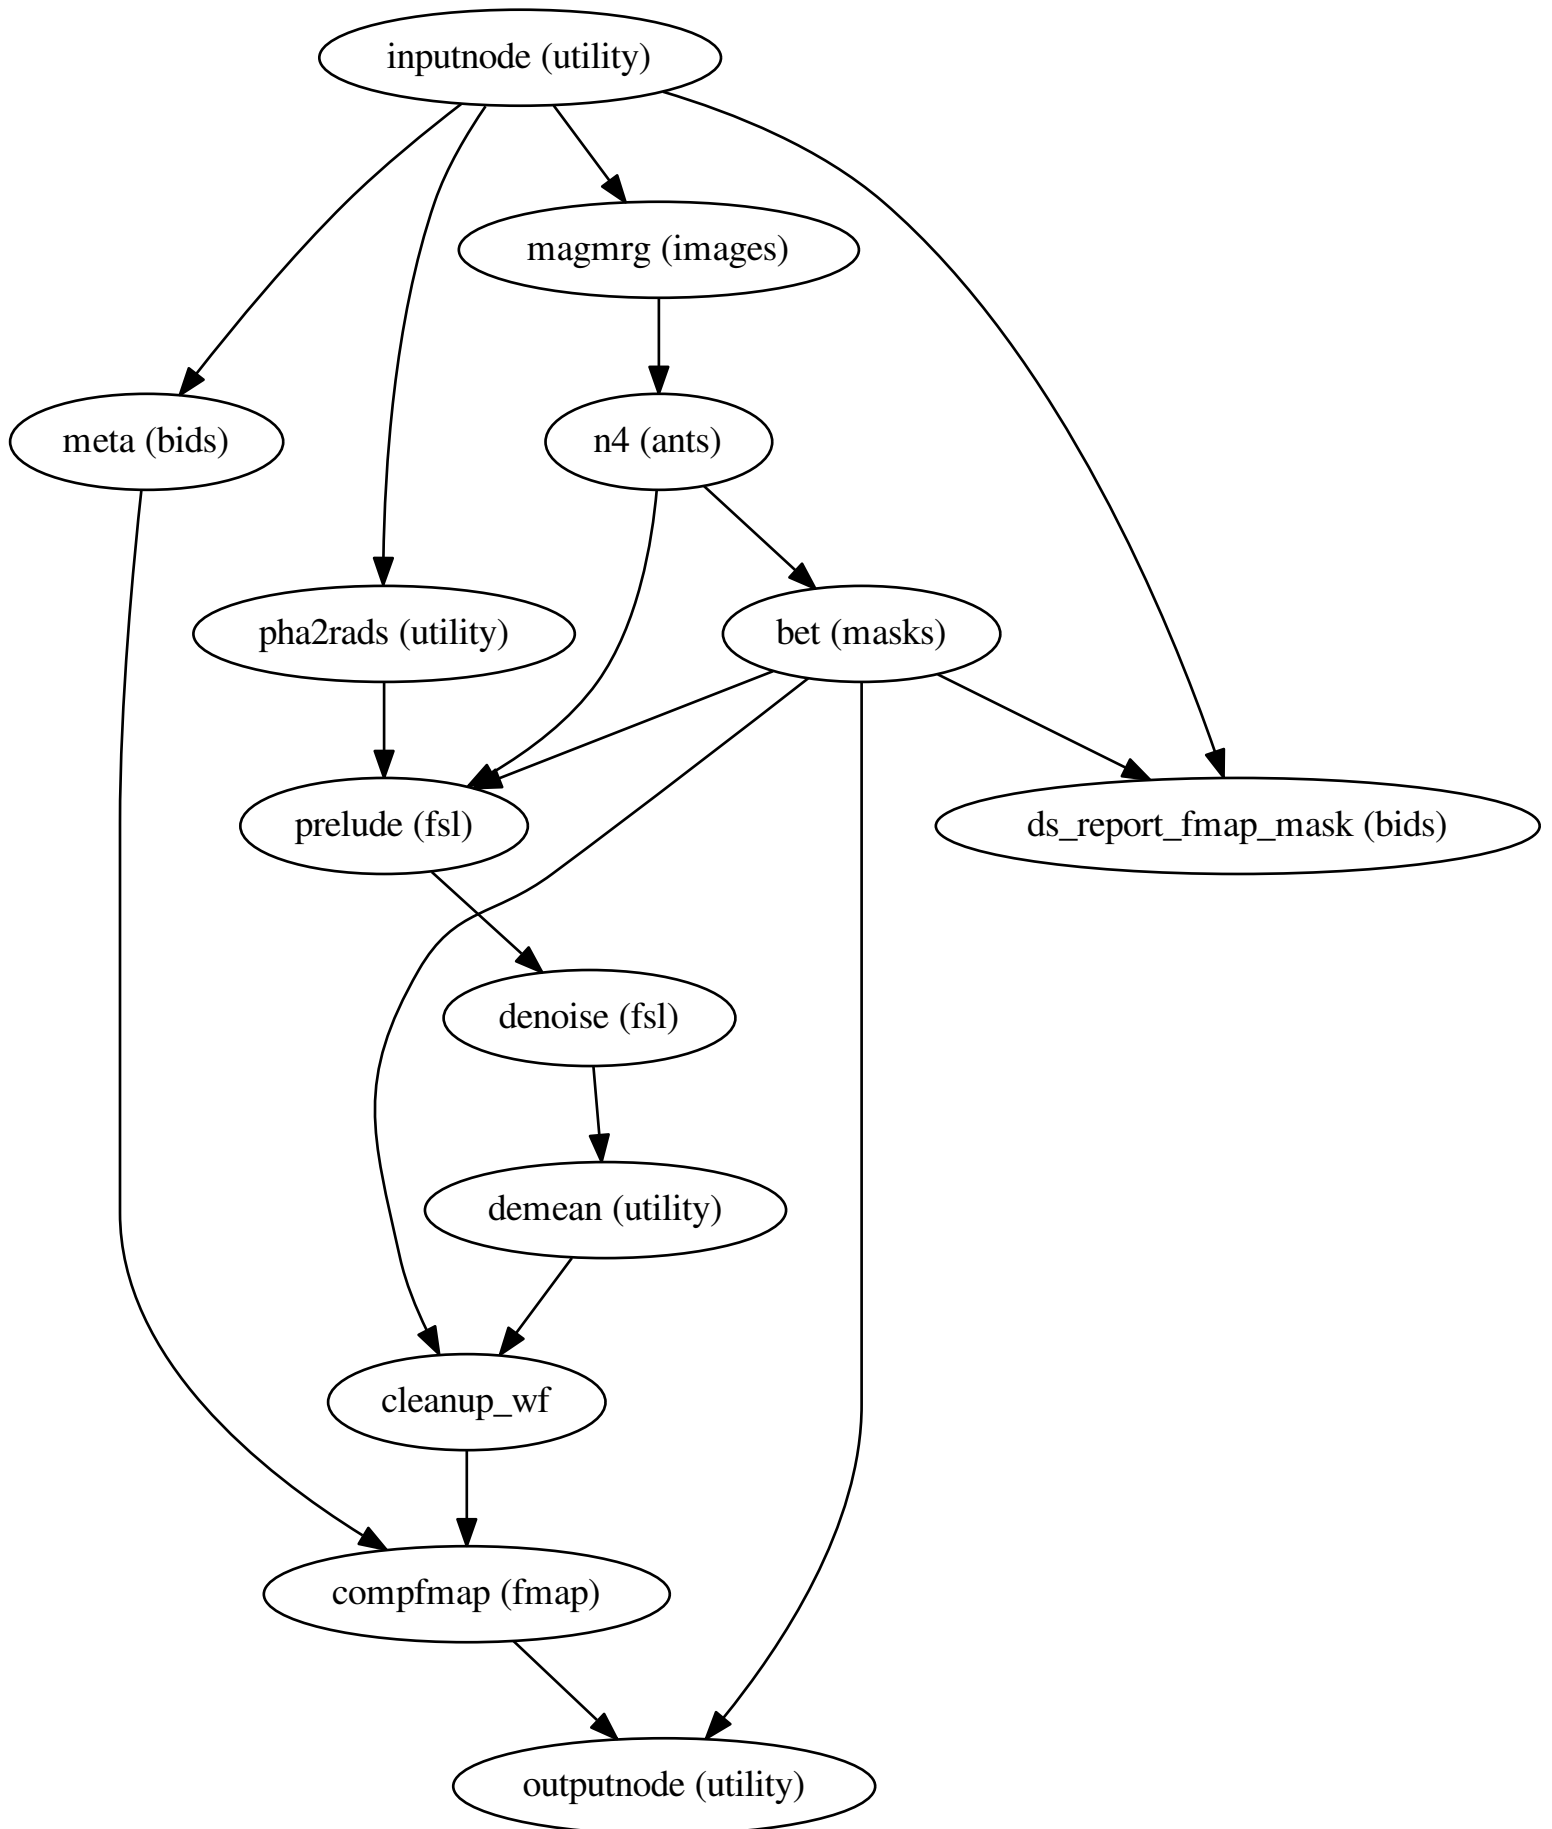 inputnode (utility)
magmrg (images)
meta (bids)
n4 (ants)
pha2rads (utility)
bet (masks)
prelude (fsl)
ds_report_fmap_mask (bids)
denoise (fsl)
demean (utility)
cleanup_wf
compfmap (fmap)
outputnode (utility)